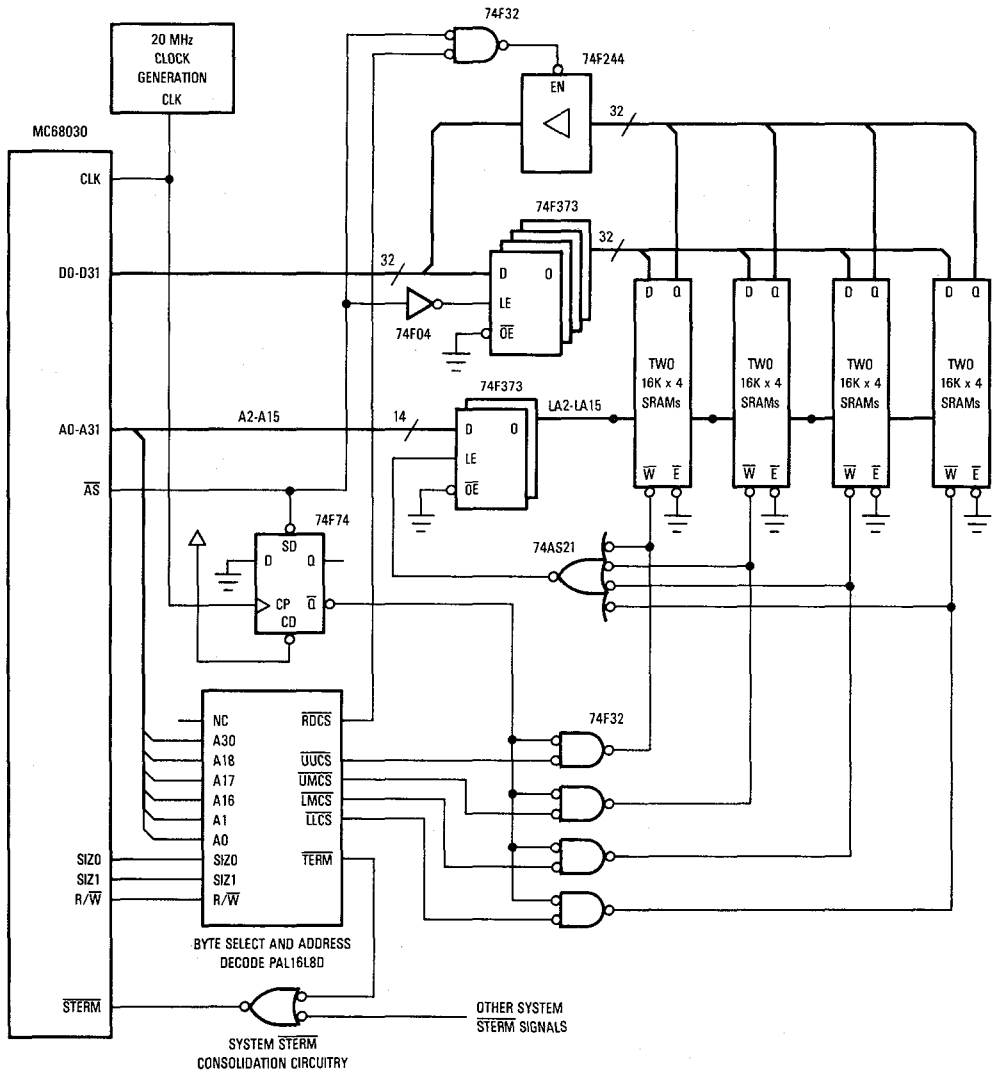 74F32
20 MHz
CLOCK
GENERATION
CLK
74F244
EN
32
MC68030
CLK
74F373
32
D0-D31
32
D O
LE
OE
74F04
D Q
D Q
D Q
D Q
TWO
16K x 4
SRAMs
TWO
16K x 4
SRAMs
TWO
16K x 4
SRAMs
TWO
16K x 4
SRAMs
74F373
A0-A31
A2-A15
14
D O
LE
OE
LA2-LA15
W E
W E
W E
W E
AS
74F74
SD
D Q
CP Q
CD
74AS21
NC
A30
A18
A17
A16
A1
A0
SIZ0
SIZ1
R/W
RDCS
UUCS
UMCS
LMCS
LLCS
TERM
74F32
SIZ0
SIZ1
R/W
BYTE SELECT AND ADDRESS
DECODE PAL16L8D
STERM
OTHER SYSTEM
STERM SIGNALS
SYSTEM STERM
CONSOLIDATION CIRCUITRY